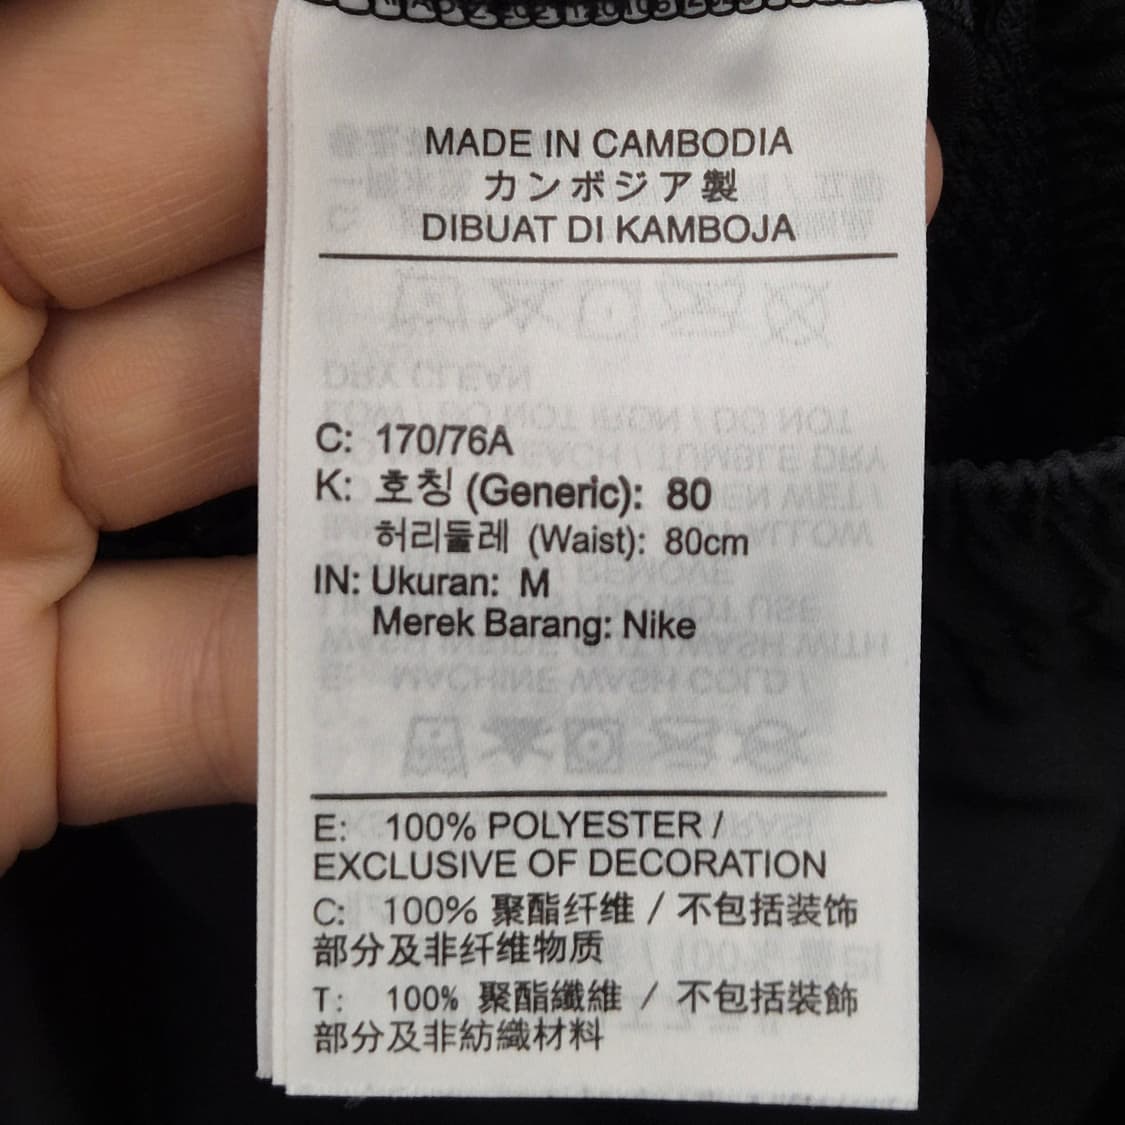 MADE IN CAMBODIA
カンボジア製
DIBUAT DI KAMBOJA
C: 170/76A
K: 호칭 (Generic): 80
허리둘레 (Waist): 80cm
IN: Ukuran: M
Merek Barang: Nike
E: 100% POLYESTER /
EXCLUSIVE OF DECORATION
C: 100% 聚酯纤维 / 不包括装饰
部分及非纤维物质
T: 100% 聚酯纖維 / 不包括裝飾
部分及非紡織材料